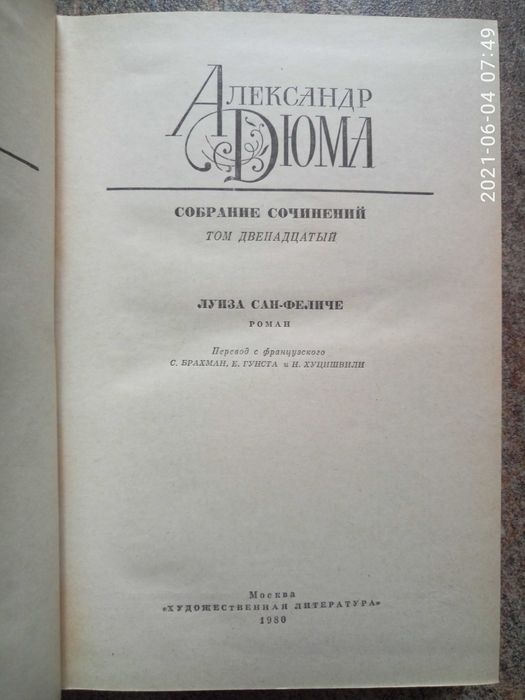 АЛЕКСАНДР
ДЮМА
СОБРАНИЕ СОЧИНЕНИЙ
ТОМ ДВЕНАДЦАТЫЙ
ЛУИЗА САН-ФЕЛИЧЕ
РОМАН
Перевод с французского
С. БРАХМАН, Е. ГУНСТА и Н. ХУЦИШВИЛИ
Москва
«ХУДОЖЕСТВЕННАЯ ЛИТЕРАТУРА»
1980
2021-06-04 07:49